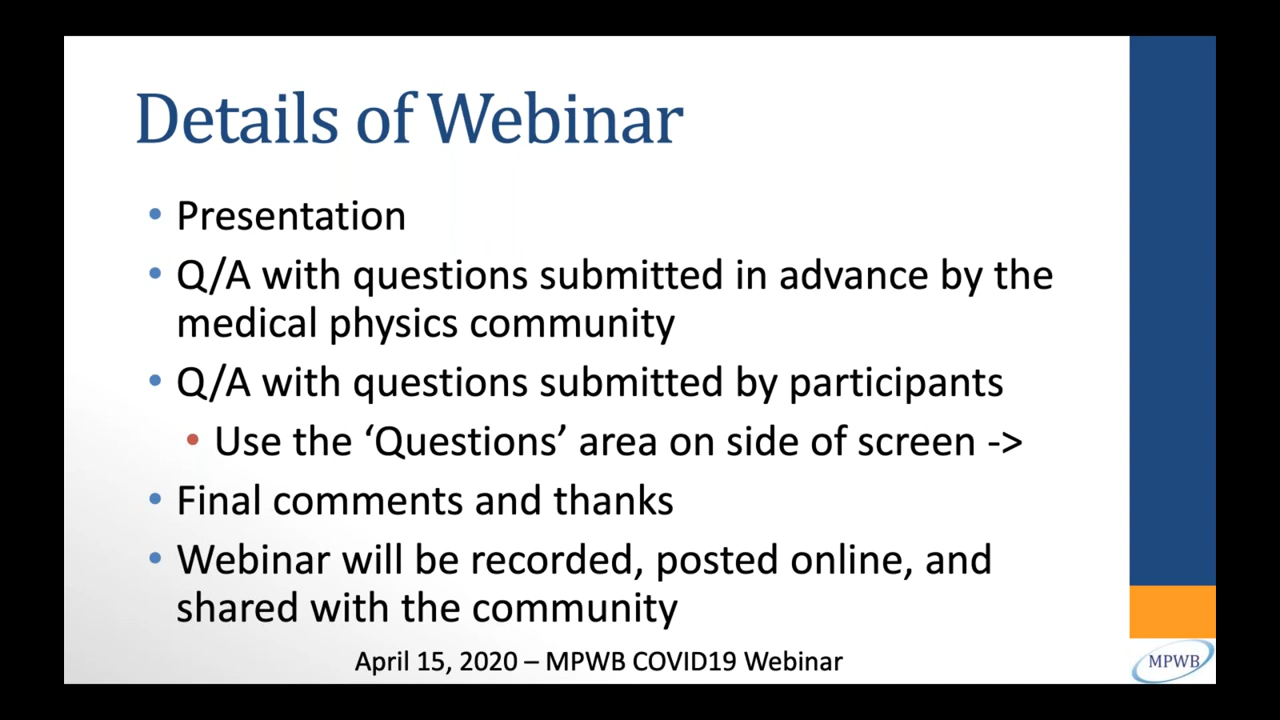 Details of Webinar
• Presentation
• Q/A with questions submitted in advance by the
medical physics community
• Q/A with questions submitted by participants
• Use the ‘Questions’ area on side of screen ->
• Final comments and thanks
• Webinar will be recorded, posted online, and
shared with the community
April 15, 2020 – MPWB COVID19 Webinar
MPWB